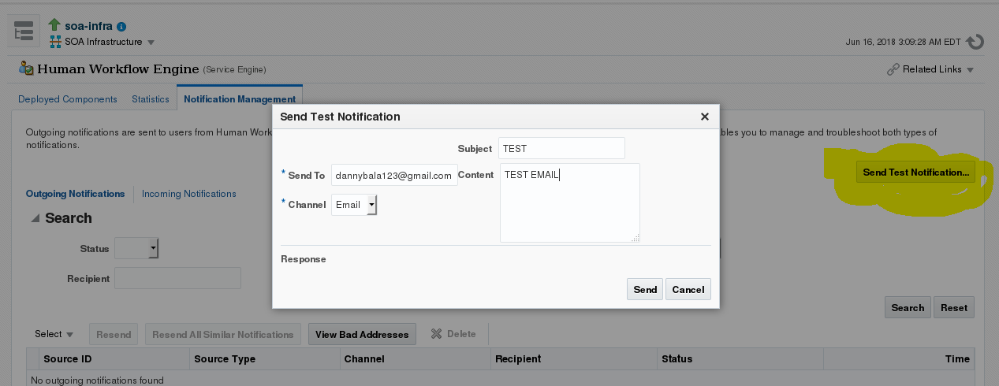 soa-infra
SOA Infrastructure
Jun 16, 2018 3:09:28 AM EDT
Human Workflow Engine (Service Engine)
Related Links
Deployed Components Statistics Notification Management
Outgoing notifications are sent to users from Human Work
bles you to manage and troubleshoot both types of
notifications.
Send Test Notification
Subject TEST
* Send To dannybala123@gmail.com
Content TEST EMAIL
* Channel Email
Response
Send Cancel
Send Test Notification...
Outgoing Notifications Incoming Notifications
Search
Status
Recipient
Search Reset
Select Resend Resend All Similar Notifications View Bad Addresses Delete
Source ID Source Type Channel Recipient Status Time
No outgoing notifications found